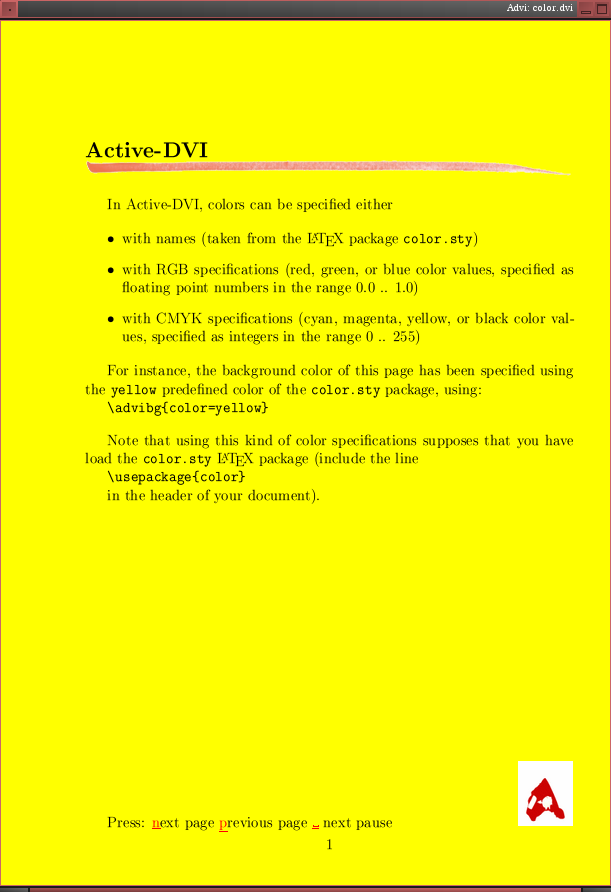 Advi: color.dvi
Active-DVI
In Active-DVI, colors can be specified either
• with names (taken from the LATEX package color.sty)
• with RGB specifications (red, green, or blue color values, specified as
floating point numbers in the range 0.0 .. 1.0)
• with CMYK specifications (cyan, magenta, yellow, or black color val-
ues, specified as integers in the range 0 .. 255)
For instance, the background color of this page has been specified using
the yellow predefined color of the color.sty package, using:
\advibg{color=yellow}
Note that using this kind of color specifications supposes that you have
load the color.sty LATEX package (include the line
\usepackage{color}
in the header of your document).
Press: next page previous page ␣ next pause
1